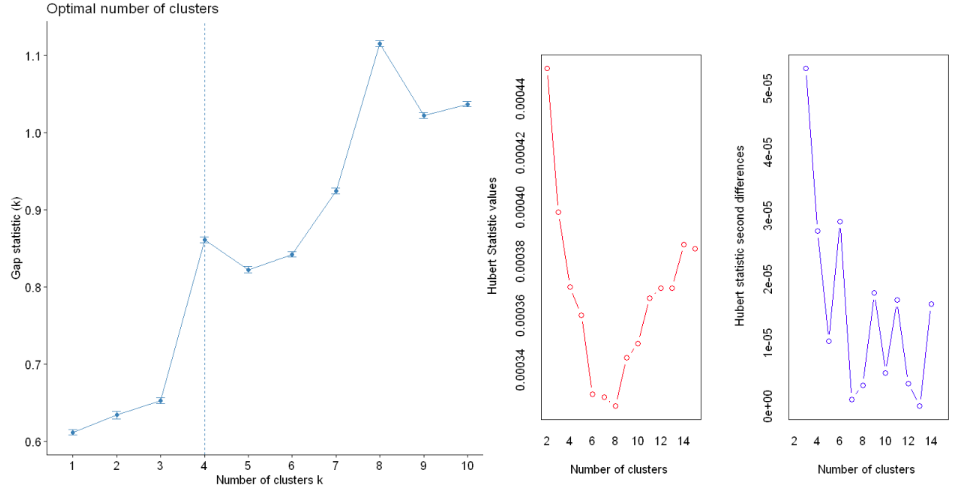 Optimal number of clusters
Gap statistic (k)
1.1
1.0
0.9
0.8
0.7
0.6
1 2 3 4 5 6 7 8 9 10
Number of clusters k
Hubert Statistic values
0.00044
0.00042
0.00040
0.00038
0.00036
0.00034
2 4 6 8 10 14
Number of clusters
Hubert statistic second differences
5e-05
4e-05
3e-05
2e-05
1e-05
0e+00
2 4 6 8 10 14
Number of clusters